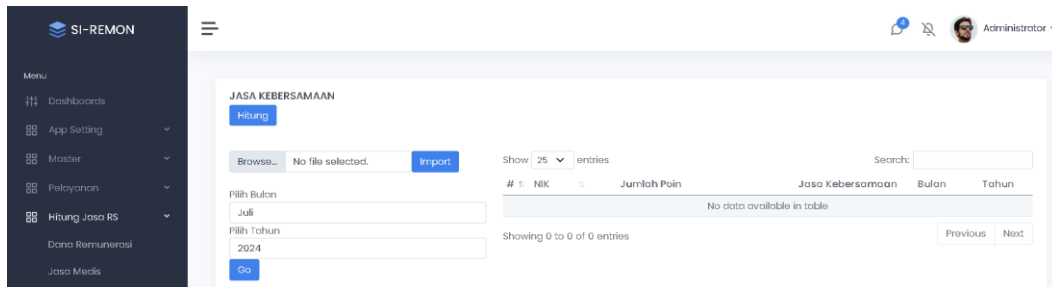 SI-REMON
4
Administrator
Menu
Dashboards
App Setting
Master
Pelayanan
Hitung Jasa RS
Dana Remunerasi
Jasa Medis
JASA KEBERSAMAAN
Hitung
Browse... No file selected. Import
Pilih Bulan
Juli
Pilih Tahun
2024
Go
Show 25 entries Search:
# NIK Jumlah Poin Jasa Kebersamaan Bulan Tahun
No data available in table
Showing 0 to 0 of 0 entries Previous Next